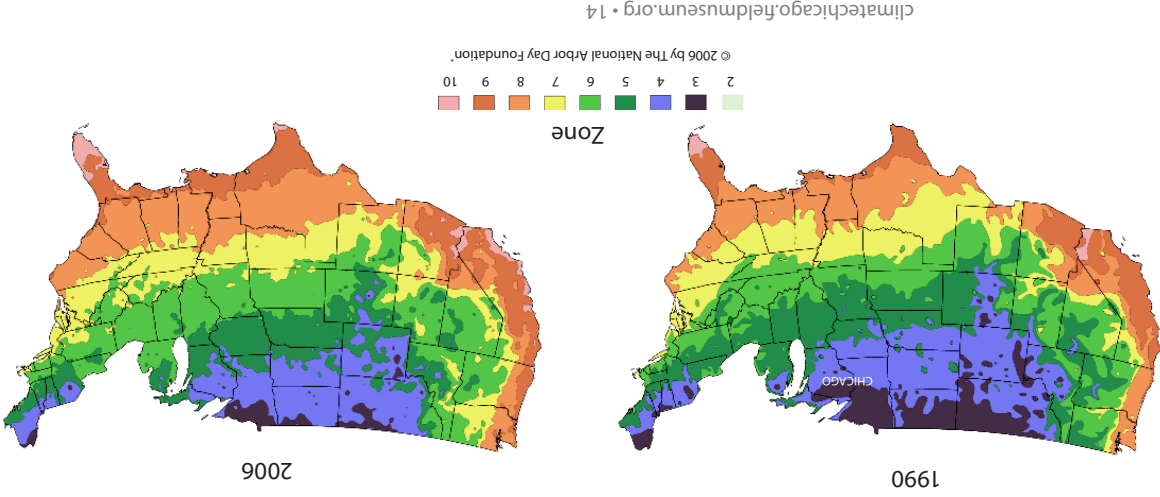 1990
2006
CHICAGO
Zone
2 3 4 5 6 7 8 9 10
© 2006 by The National Arbor Day Foundation®
climatechicago.fieldmuseum.org • 14